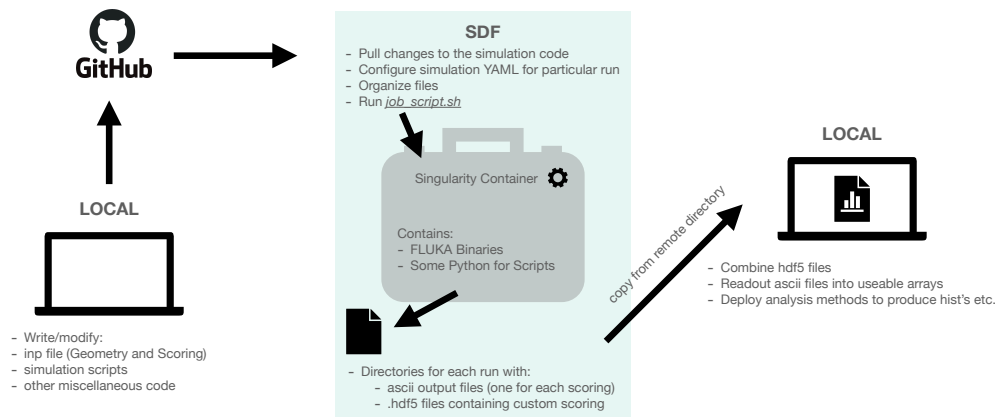 GitHub
LOCAL
- Write/modify:
- inp file (Geometry and Scoring)
- simulation scripts
- other miscellaneous code
SDF
- Pull changes to the simulation code
- Configure simulation YAML for particular run
- Organize files
- Run job_script.sh
Singularity Container
Contains:
- FLUKA Binaries
- Some Python for Scripts
- Directories for each run with:
- ascii output files (one for each scoring)
- .hdf5 files containing custom scoring
copy from remote directory
LOCAL
- Combine hdf5 files
- Readout ascii files into useable arrays
- Deploy analysis methods to produce hist's etc.